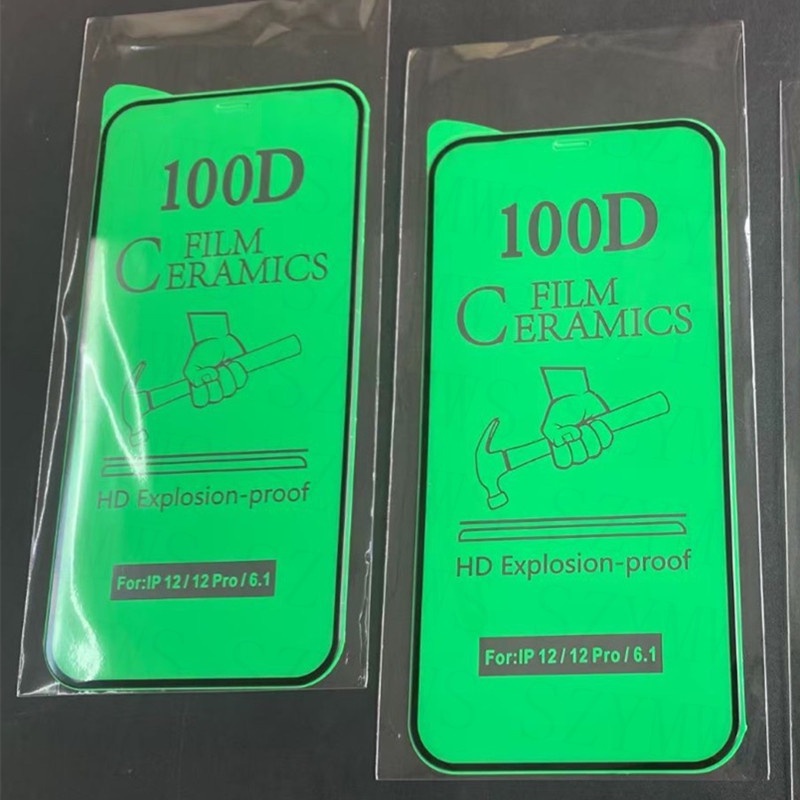 100D
FILM
CERAMICS
HD Explosion-proof
For:IP 12/12 Pro/6.1
100D
FILM
CERAMICS
HD Explosion-proof
For:IP 12/12 Pro/6.1
SZYMWS